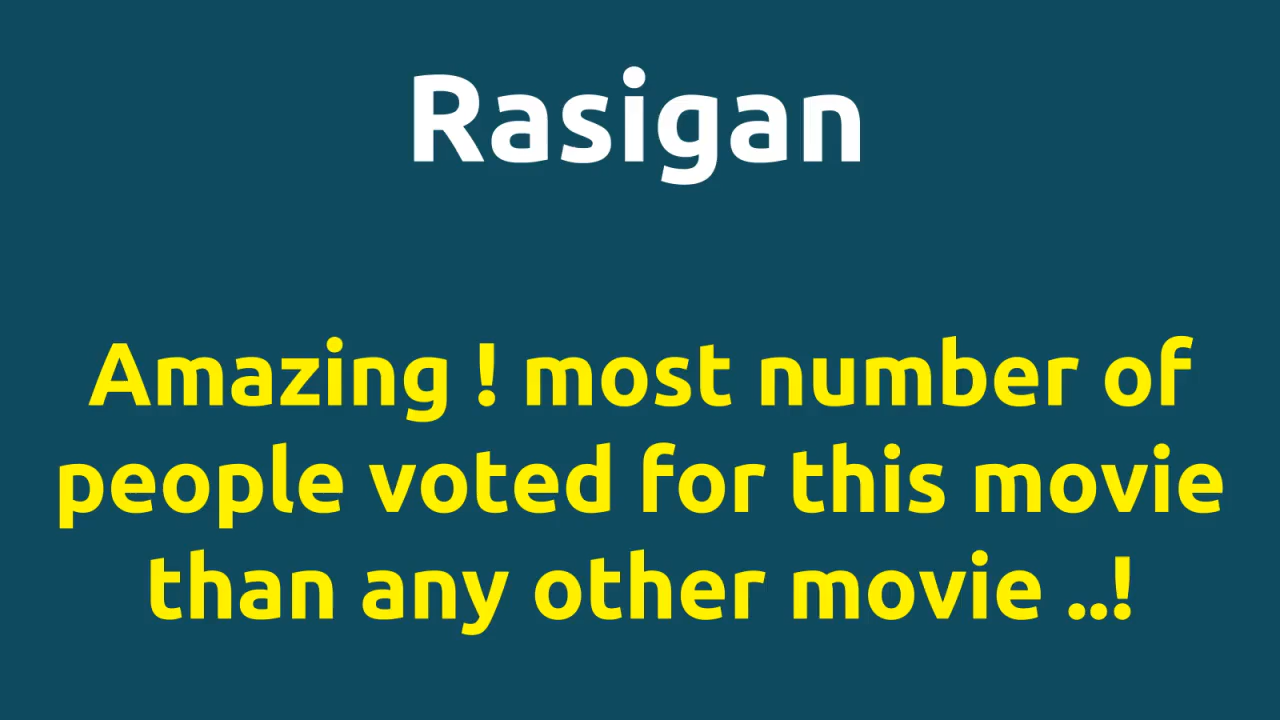 Rasigan
Amazing ! most number of
people voted for this movie
than any other movie ..!